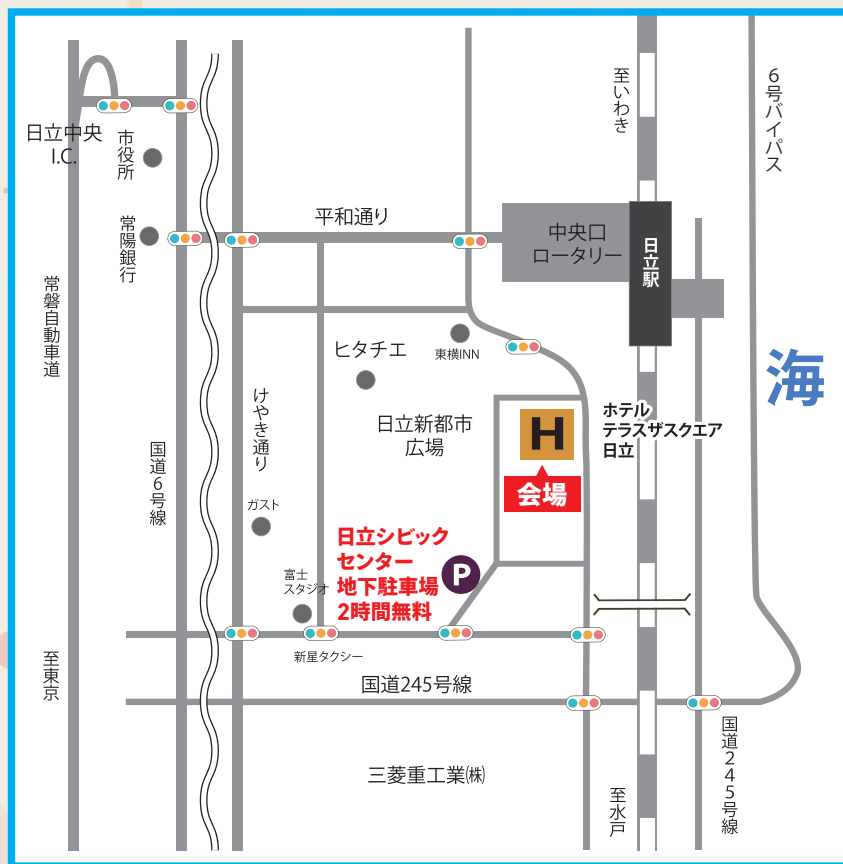 至いわき
6号バイパス
日立中央
I.C.
市役所
平和通り
常陽銀行
中央口
ロータリー
日立駅
常磐自動車道
ヒタチエ
東横INN
海
けやき通り
日立新都市
広場
H
ホテル
テラスザスクエア
日立
国道6号線
会場
ガスト
日立シビック
センター
地下駐車場
2時間無料
P
富士
スタジオ
新星タクシー
至東京
国道245号線
国道245号線
三菱重工業㈱
至水戸